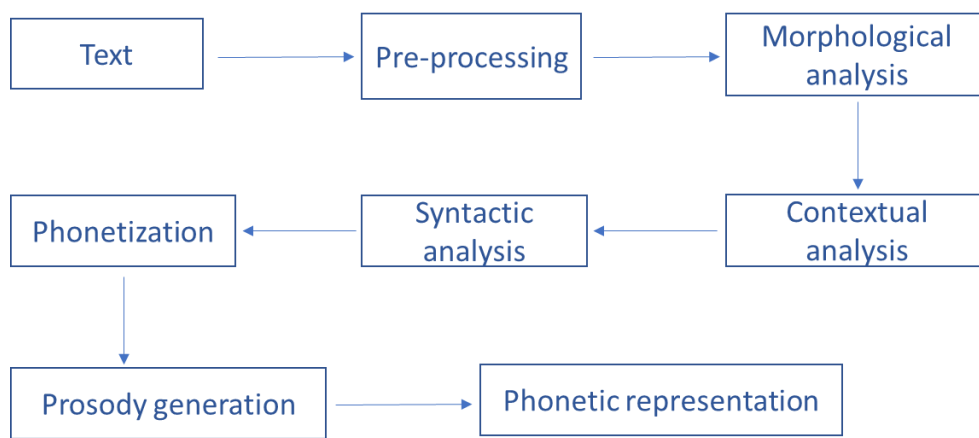 Text
Pre-processing
Morphological
analysis
Contextual
analysis
Syntactic
analysis
Phonetization
Prosody generation
Phonetic representation